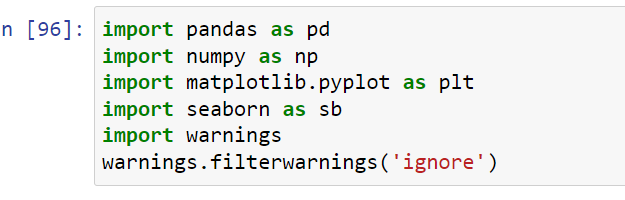 n [96]: import pandas as pd
import numpy as np
import matplotlib.pyplot as plt
import seaborn as sb
import warnings
warnings.filterwarnings('ignore')